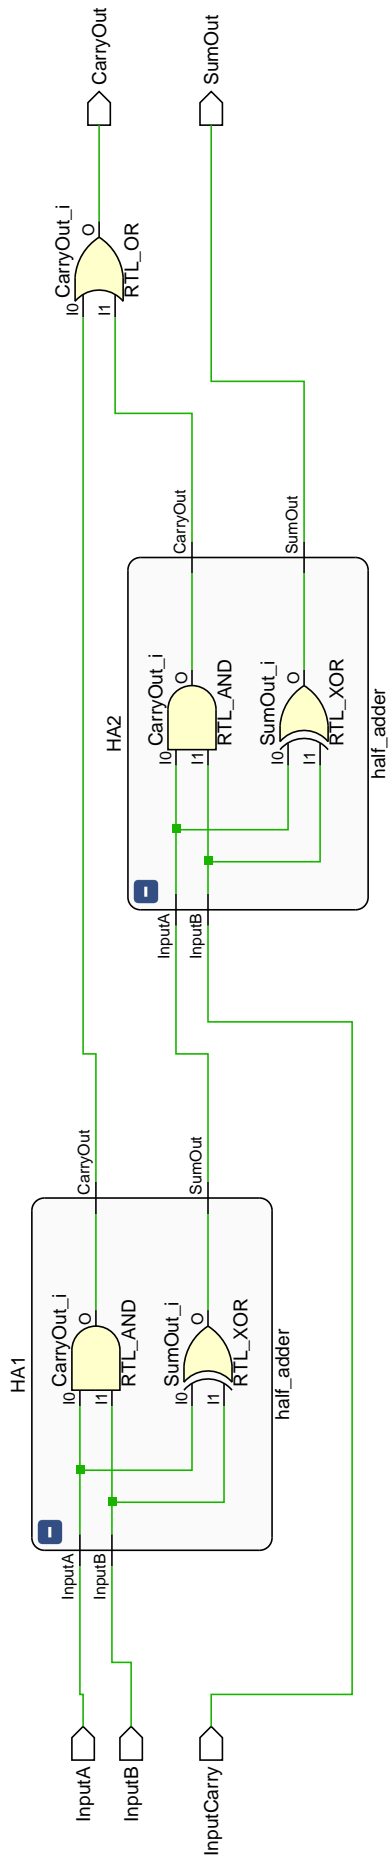 InputA
InputB
InputCarry
HA1
-
InputA
InputB
CarryOut_i
I0
I1
O
RTL_AND
SumOut_i
I0
I1
O
RTL_XOR
half_adder
CarryOut
SumOut
HA2
-
InputA
InputB
CarryOut_i
I0
I1
O
RTL_AND
SumOut_i
I0
I1
O
RTL_XOR
half_adder
CarryOut
SumOut
CarryOut_i
I0
I1
O
RTL_OR
CarryOut
SumOut